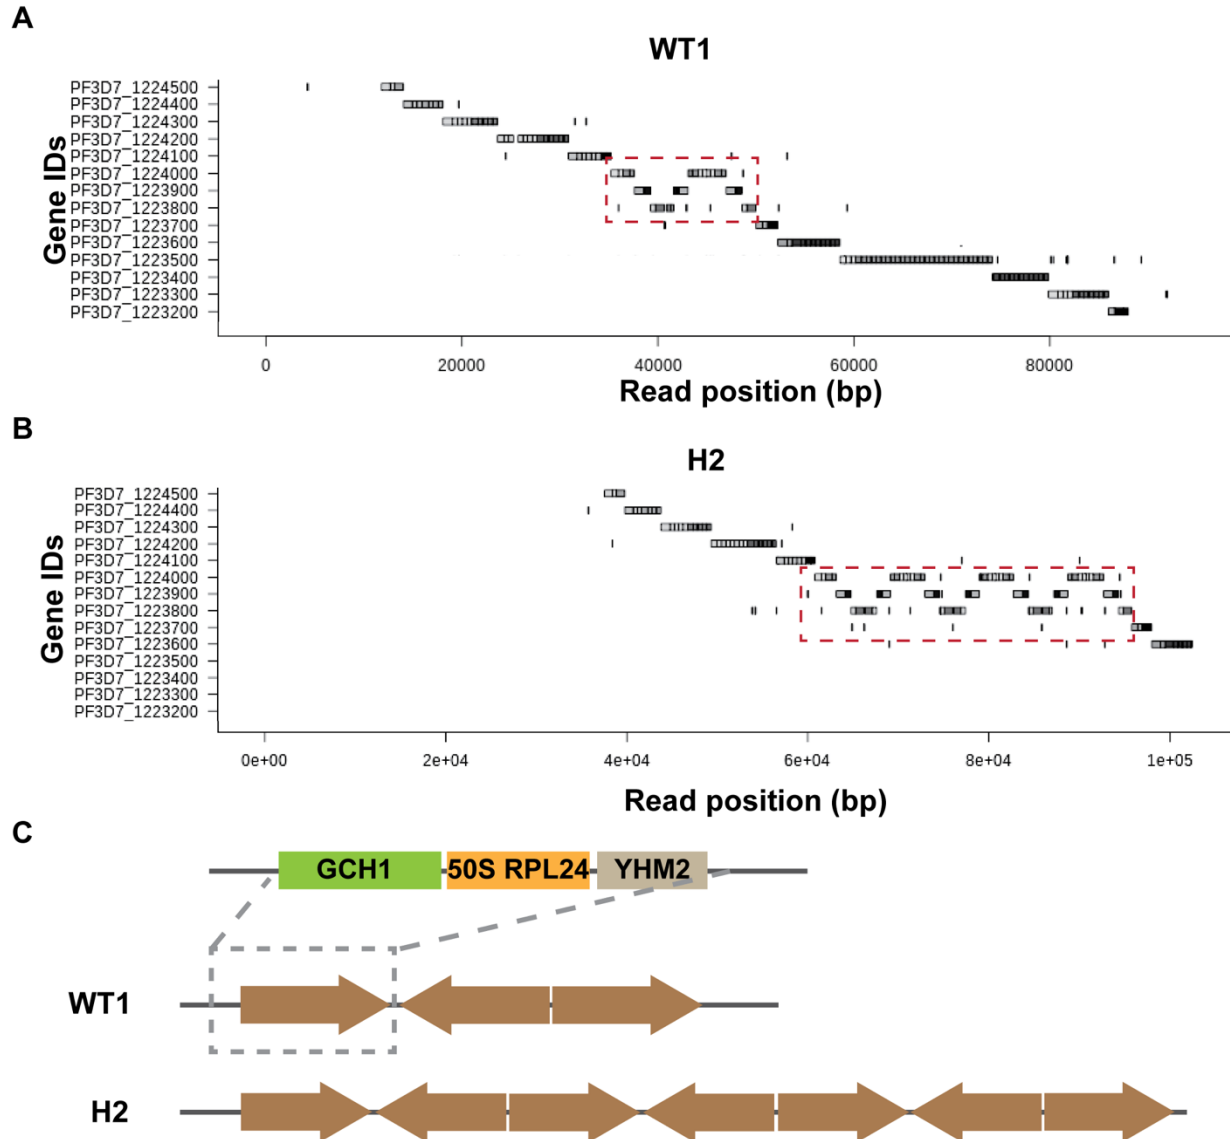 A
WT1
Gene IDs
PF3D7_1224500
PF3D7_1224400
PF3D7_1224300
PF3D7_1224200
PF3D7_1224100
PF3D7_1224000
PF3D7_1223900
PF3D7_1223800
PF3D7_1223700
PF3D7_1223600
PF3D7_1223500
PF3D7_1223400
PF3D7_1223300
PF3D7_1223200
0 20000 40000 60000 80000
Read position (bp)
B
H2
Gene IDs
PF3D7_1224500
PF3D7_1224400
PF3D7_1224300
PF3D7_1224200
PF3D7_1224100
PF3D7_1224000
PF3D7_1223900
PF3D7_1223800
PF3D7_1223700
PF3D7_1223600
PF3D7_1223500
PF3D7_1223400
PF3D7_1223300
PF3D7_1223200
0e+00 2e+04 4e+04 6e+04 8e+04 1e+05
Read position (bp)
C
GCH1 50S RPL24 YHM2
WT1
H2